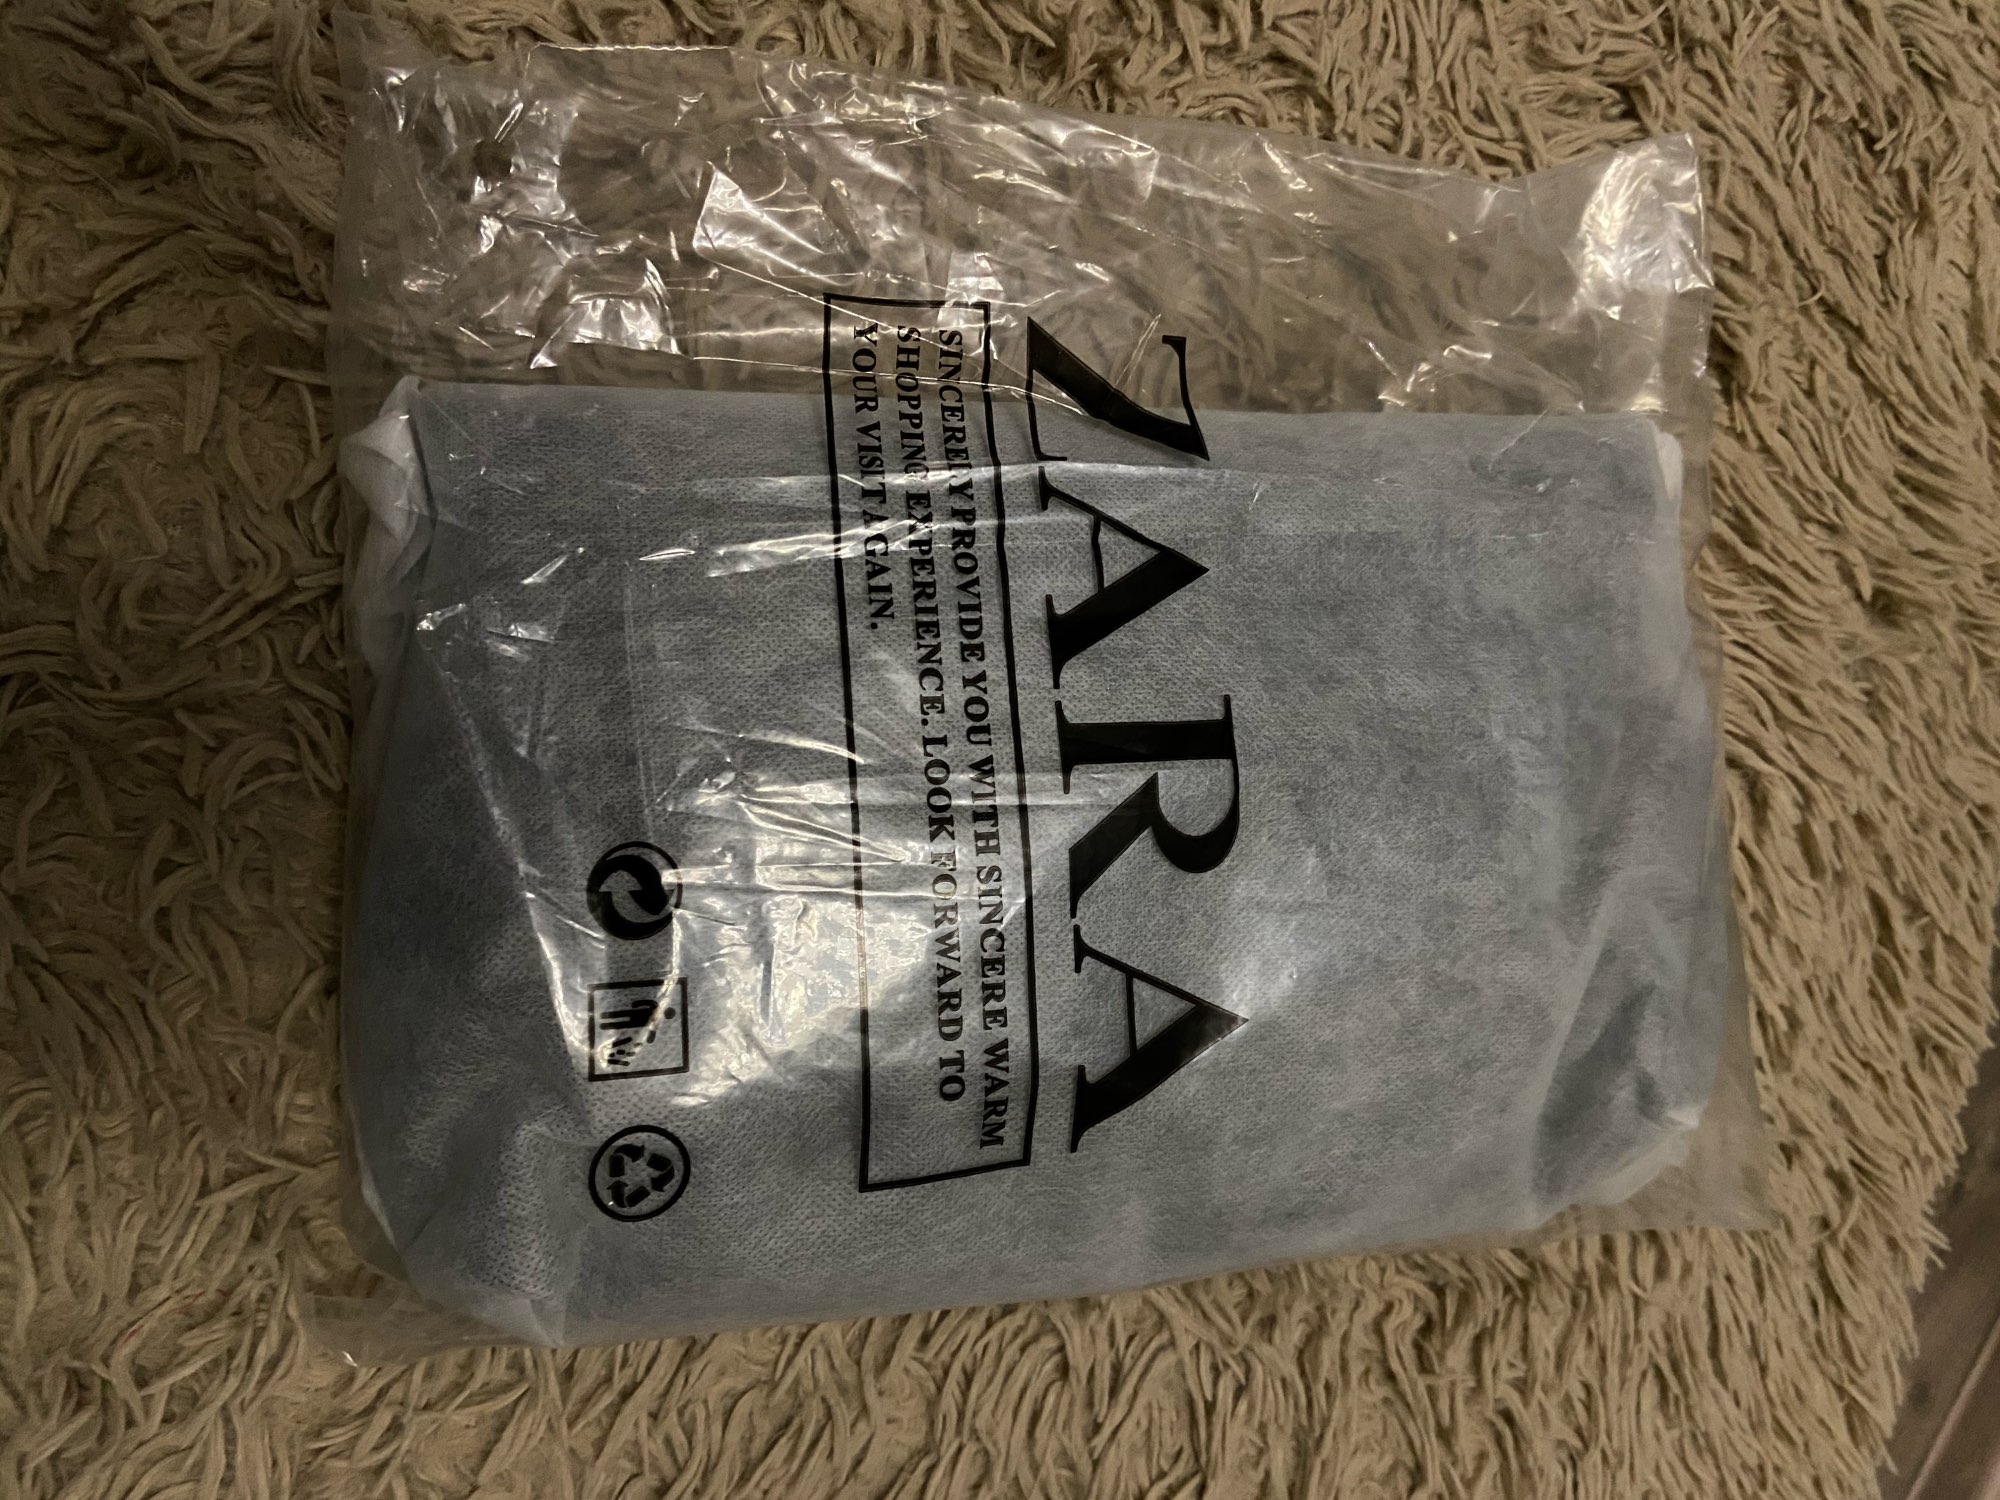 ZARA
SINCERELY PROVIDE YOU WITH SINCERE WARM
SHOPPING EXPERIENCE. LOOK FORWARD TO
YOUR VISIT AGAIN.